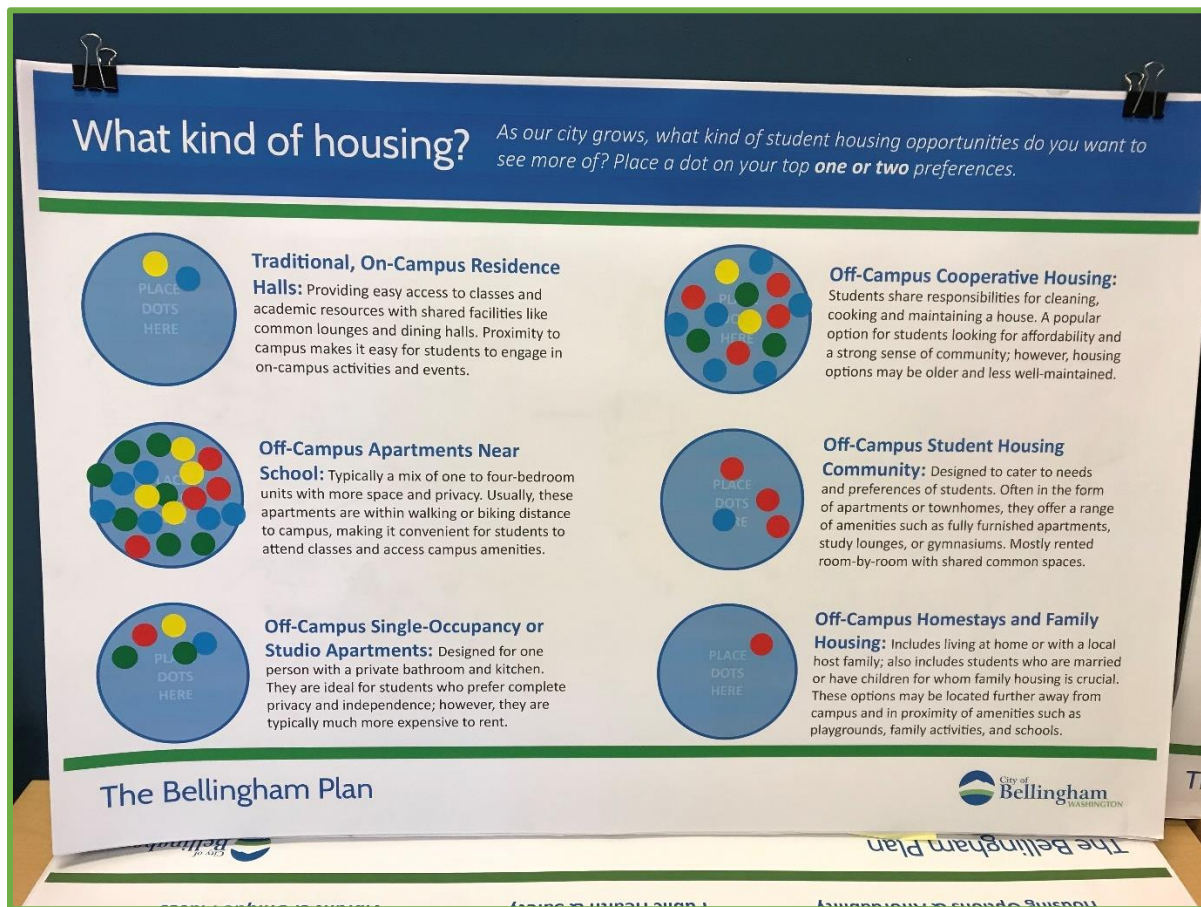 What kind of housing?
As our city grows, what kind of student housing opportunities do you want to
see more of? Place a dot on your top one or two preferences.
PLACE
DOTS
HERE
Traditional, On-Campus Residence
Halls: Providing easy access to classes and
academic resources with shared facilities like
common lounges and dining halls. Proximity to
campus makes it easy for students to engage in
on-campus activities and events.
Off-Campus Apartments Near
School: Typically a mix of one to four-bedroom
units with more space and privacy. Usually, these
apartments are within walking or biking distance
to campus, making it convenient for students to
attend classes and access campus amenities.
DOTS
HERE
Off-Campus Single-Occupancy or
Studio Apartments: Designed for one
person with a private bathroom and kitchen.
They are ideal for students who prefer complete
privacy and independence; however, they are
typically much more expensive to rent.
Off-Campus Cooperative Housing:
Students share responsibilities for cleaning,
cooking and maintaining a house. A popular
option for students looking for affordability and
a strong sense of community; however, housing
options may be older and less well-maintained.
PLACE
DOTS
Off-Campus Student Housing
Community: Designed to cater to needs
and preferences of students. Often in the form
of apartments or townhomes, they offer a range
of amenities such as fully furnished apartments,
study lounges, or gymnasiums. Mostly rented
room-by-room with shared common spaces.
PLACE
DOTS
HERE
Off-Campus Homestays and Family
Housing: Includes living at home or with a local
host family; also includes students who are married
or have children for whom family housing is crucial.
These options may be located further away from
campus and in proximity of amenities such as
playgrounds, family activities, and schools.
The Bellingham Plan
City of
Bellingham
WASHINGTON
The Bellingham Plan
City of
Housing Options & Affordability
Public Health & Safety